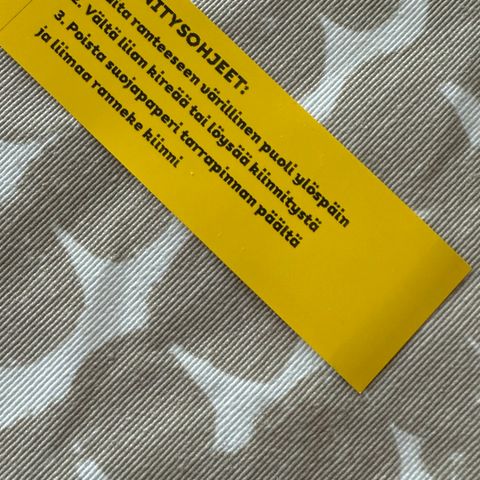 NITYSOHJEET:
ranteeseen värillinen puoli ylöspäin
2. Vältä liian kireää tai löysää kiinnitystä
3. Poista suojapaperi tarrapinnan päältä
ja liimaa ranneke kiinni